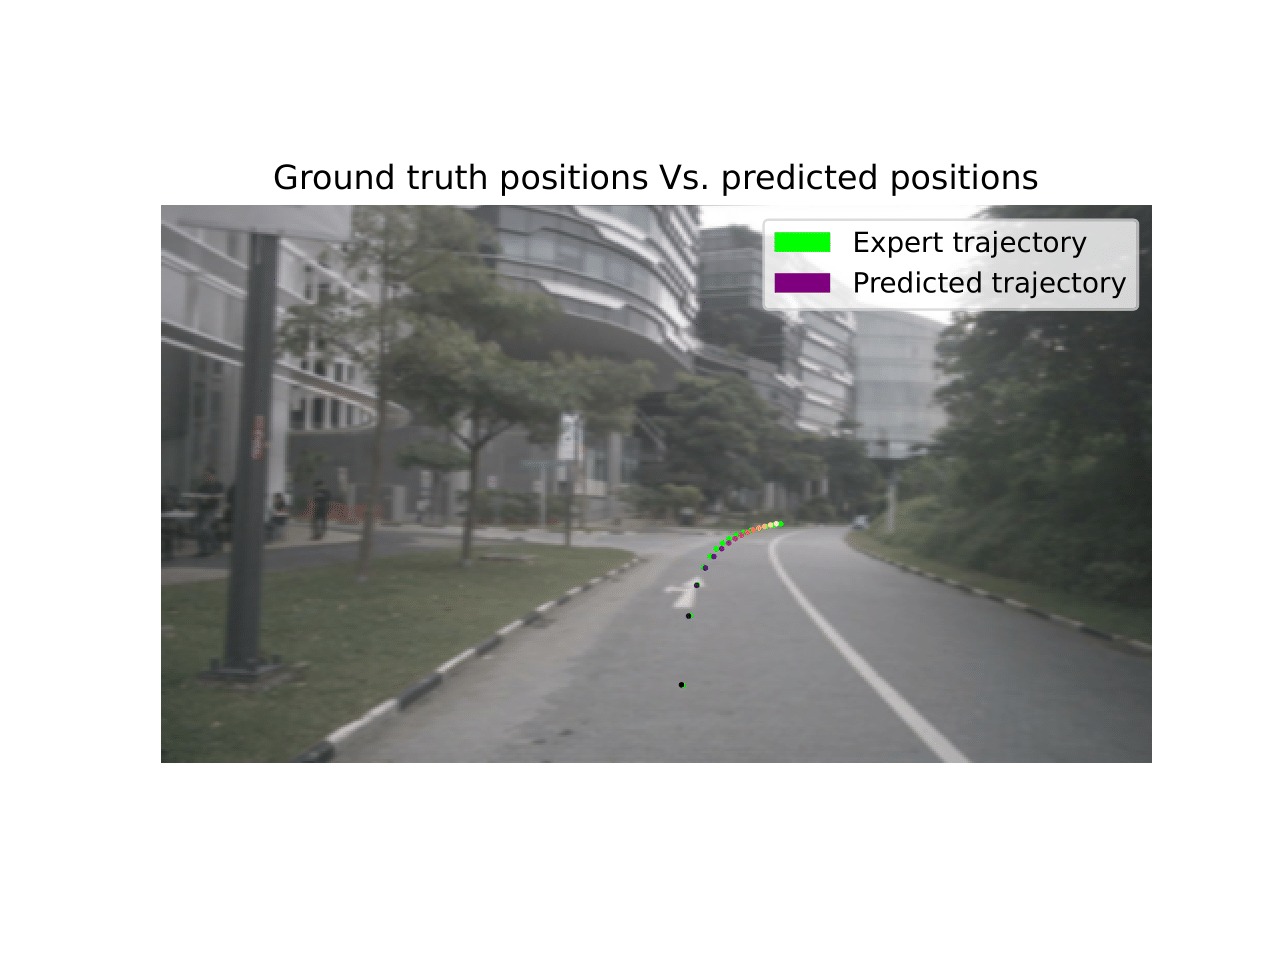 Ground truth positions Vs. predicted positions
Expert trajectory
Predicted trajectory